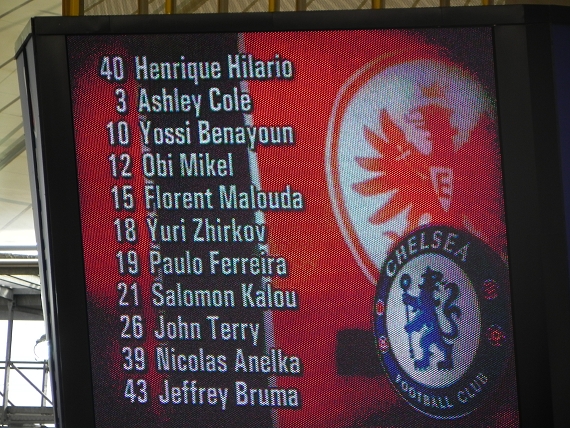 40 Henrique Hilario
3 Ashley Cole
10 Yossi Benayoun
12 Obi Mikel
15 Florent Malouda
18 Yuri Zhirkov
19 Paulo Ferreira
21 Salomon Kalou
26 John Terry
39 Nicolas Anelka
43 Jeffrey Bruma
CHELSEA
FOOTBALL CLUB